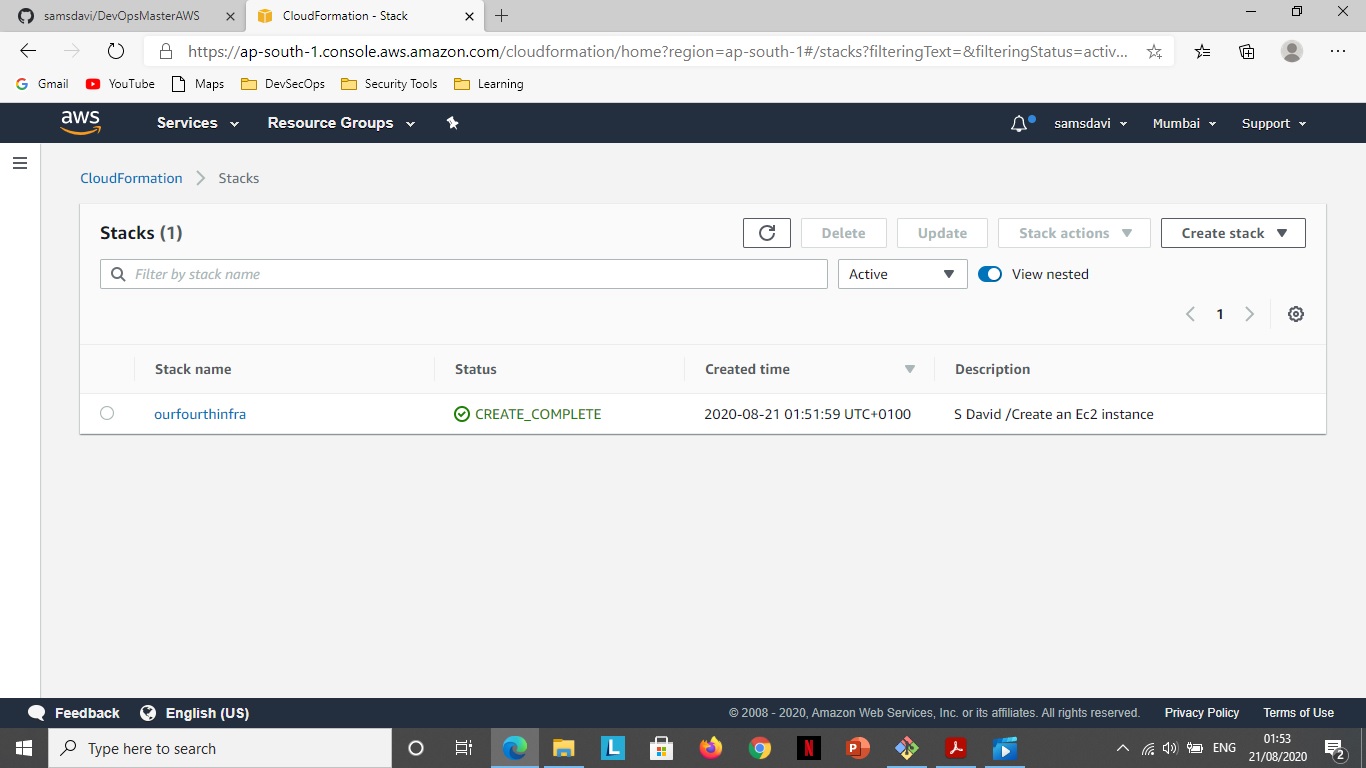 samsdavi/DevOpsMasterAWS
CloudFormation - Stack
https://ap-south-1.console.aws.amazon.com/cloudformation/home?region=ap-south-1#/stacks?filteringText=&filteringStatus=activ...
Gmail YouTube Maps DevSecOps Security Tools Learning
aws Services Resource Groups samsdavi Mumbai Support
CloudFormation Stacks
Stacks (1) Delete Update Stack actions Create stack
Filter by stack name Active View nested
1
Stack name Status Created time Description
ourfourthinfra CREATE_COMPLETE 2020-08-21 01:51:59 UTC+0100 S David /Create an Ec2 instance
Feedback English (US) © 2008 - 2020, Amazon Web Services, Inc. or its affiliates. All rights reserved. Privacy Policy Terms of Use
Type here to search L N P ENG 01:53
21/08/2020 2